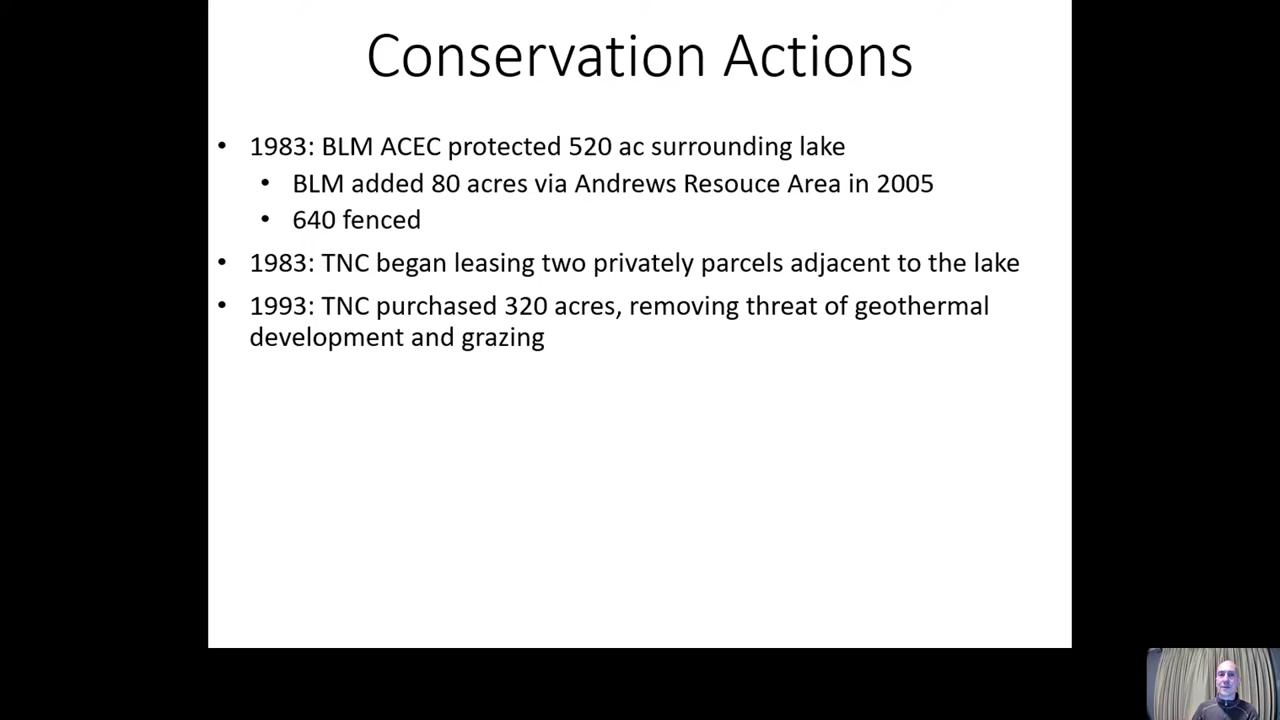 Conservation Actions
• 1983: BLM ACEC protected 520 ac surrounding lake
• BLM added 80 acres via Andrews Resouce Area in 2005
• 640 fenced
• 1983: TNC began leasing two privately parcels adjacent to the lake
• 1993: TNC purchased 320 acres, removing threat of geothermal
development and grazing